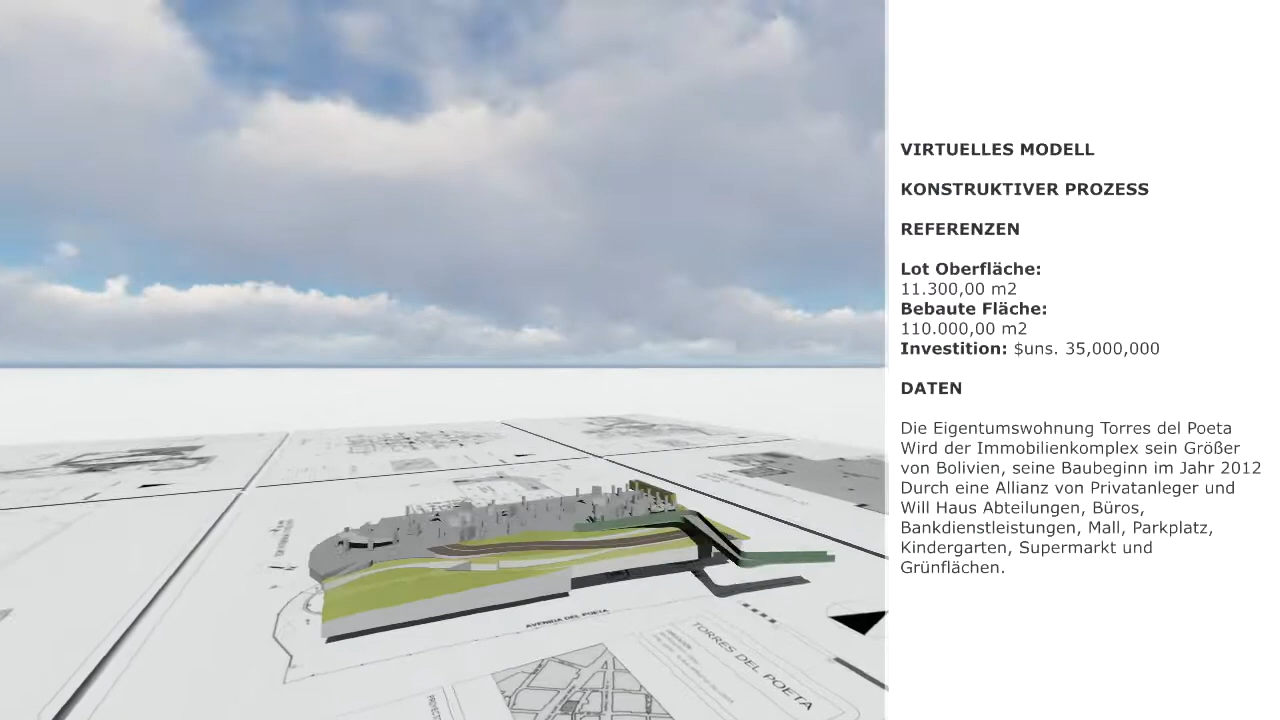 VIRTUELLES MODELL
KONSTRUKTIVER PROZESS
REFERENZEN
Lot Oberfläche:
11.300,00 m2
Bebaute Fläche:
110.000,00 m2
Investition: $uns. 35,000,000
DATEN
Die Eigentumswohnung Torres del Poeta
Wird der Immobilienkomplex sein Größer
von Bolivien, seine Baubeginn im Jahr 2012
Durch eine Allianz von Privatanleger und
Will Haus Abteilungen, Büros,
Bankdienstleistungen, Mall, Parkplatz,
Kindergarten, Supermarkt und
Grünflächen.
AVENIDA DEL POETA
TORRES DEL POETA